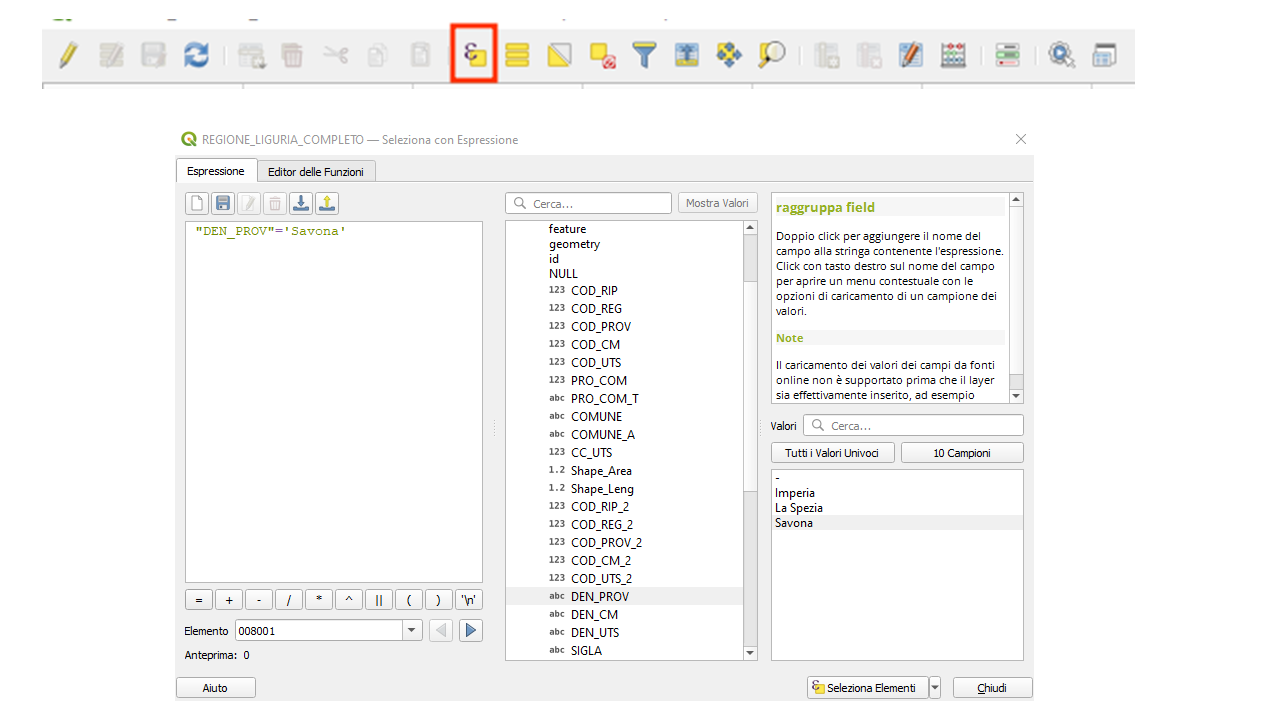 REGIONE_LIGURIA_COMPLETO — Seleziona con Espressione
Espressione
Editor delle Funzioni
"DEN_PROV"='Savona'
= + - / * ^ || ( ) '\n'
Elemento 008001
Anteprima: 0
Cerca...
Mostra Valori
feature
geometry
id
NULL
123 COD_RIP
123 COD_REG
123 COD_PROV
123 COD_CM
123 COD_UTS
123 PRO_COM
abc PRO_COM_T
abc COMUNE
abc COMUNE_A
123 CC_UTS
1.2 Shape_Area
1.2 Shape_Leng
123 COD_RIP_2
123 COD_REG_2
123 COD_PROV_2
123 COD_CM_2
123 COD_UTS_2
abc DEN_PROV
abc DEN_CM
abc DEN_UTS
abc SIGLA
raggruppa field
Doppio click per aggiungere il nome del
campo alla stringa contenente l'espressione.
Click con tasto destro sul nome del campo
per aprire un menu contestuale con le
opzioni di caricamento di un campione dei
valori.
Note
Il caricamento dei valori dei campi da fonti
online non è supportato prima che il layer
sia effettivamente inserito, ad esempio
Valori Cerca...
Tutti i Valori Univoci
10 Campioni
-
Imperia
La Spezia
Savona
Aiuto
Seleziona Elementi
Chiudi